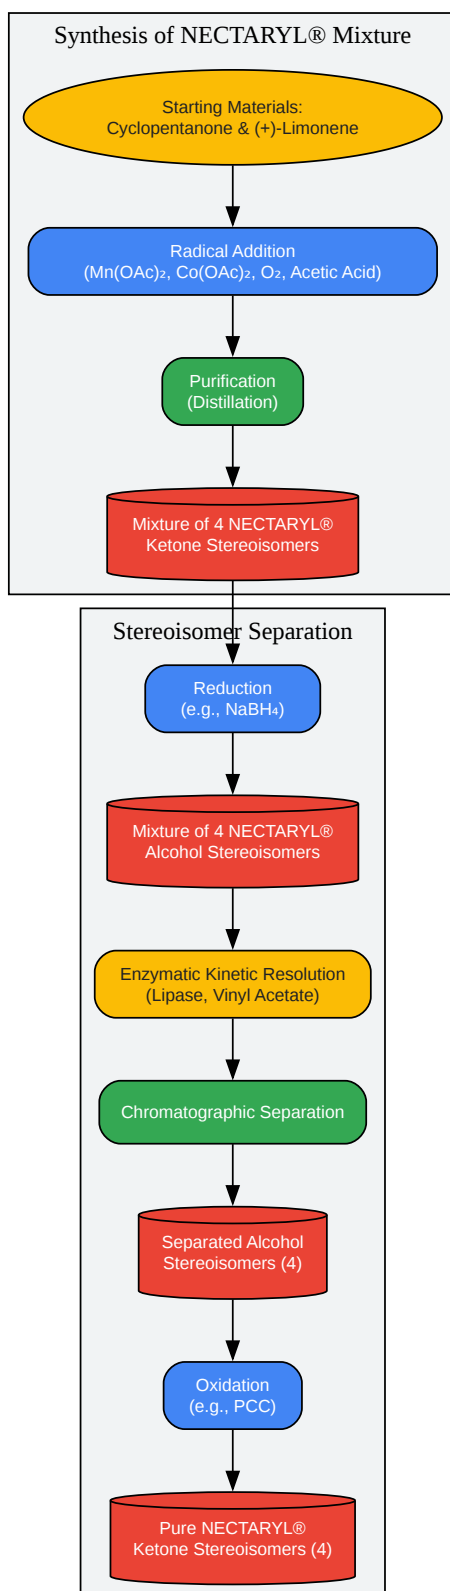 Synthesis of NECTARYL® Mixture
Starting Materials:
Cyclopentanone & (+)-Limonene
Radical Addition
(Mn(OAc)₂, Co(OAc)₂, O₂, Acetic Acid)
Purification
(Distillation)
Mixture of 4 NECTARYL®
Ketone Stereoisomers
Stereoisomer Separation
Reduction
(e.g., NaBH₄)
Mixture of 4 NECTARYL®
Alcohol Stereoisomers
Enzymatic Kinetic Resolution
(Lipase, Vinyl Acetate)
Chromatographic Separation
Separated Alcohol
Stereoisomers (4)
Oxidation
(e.g., PCC)
Pure NECTARYL®
Ketone Stereoisomers (4)